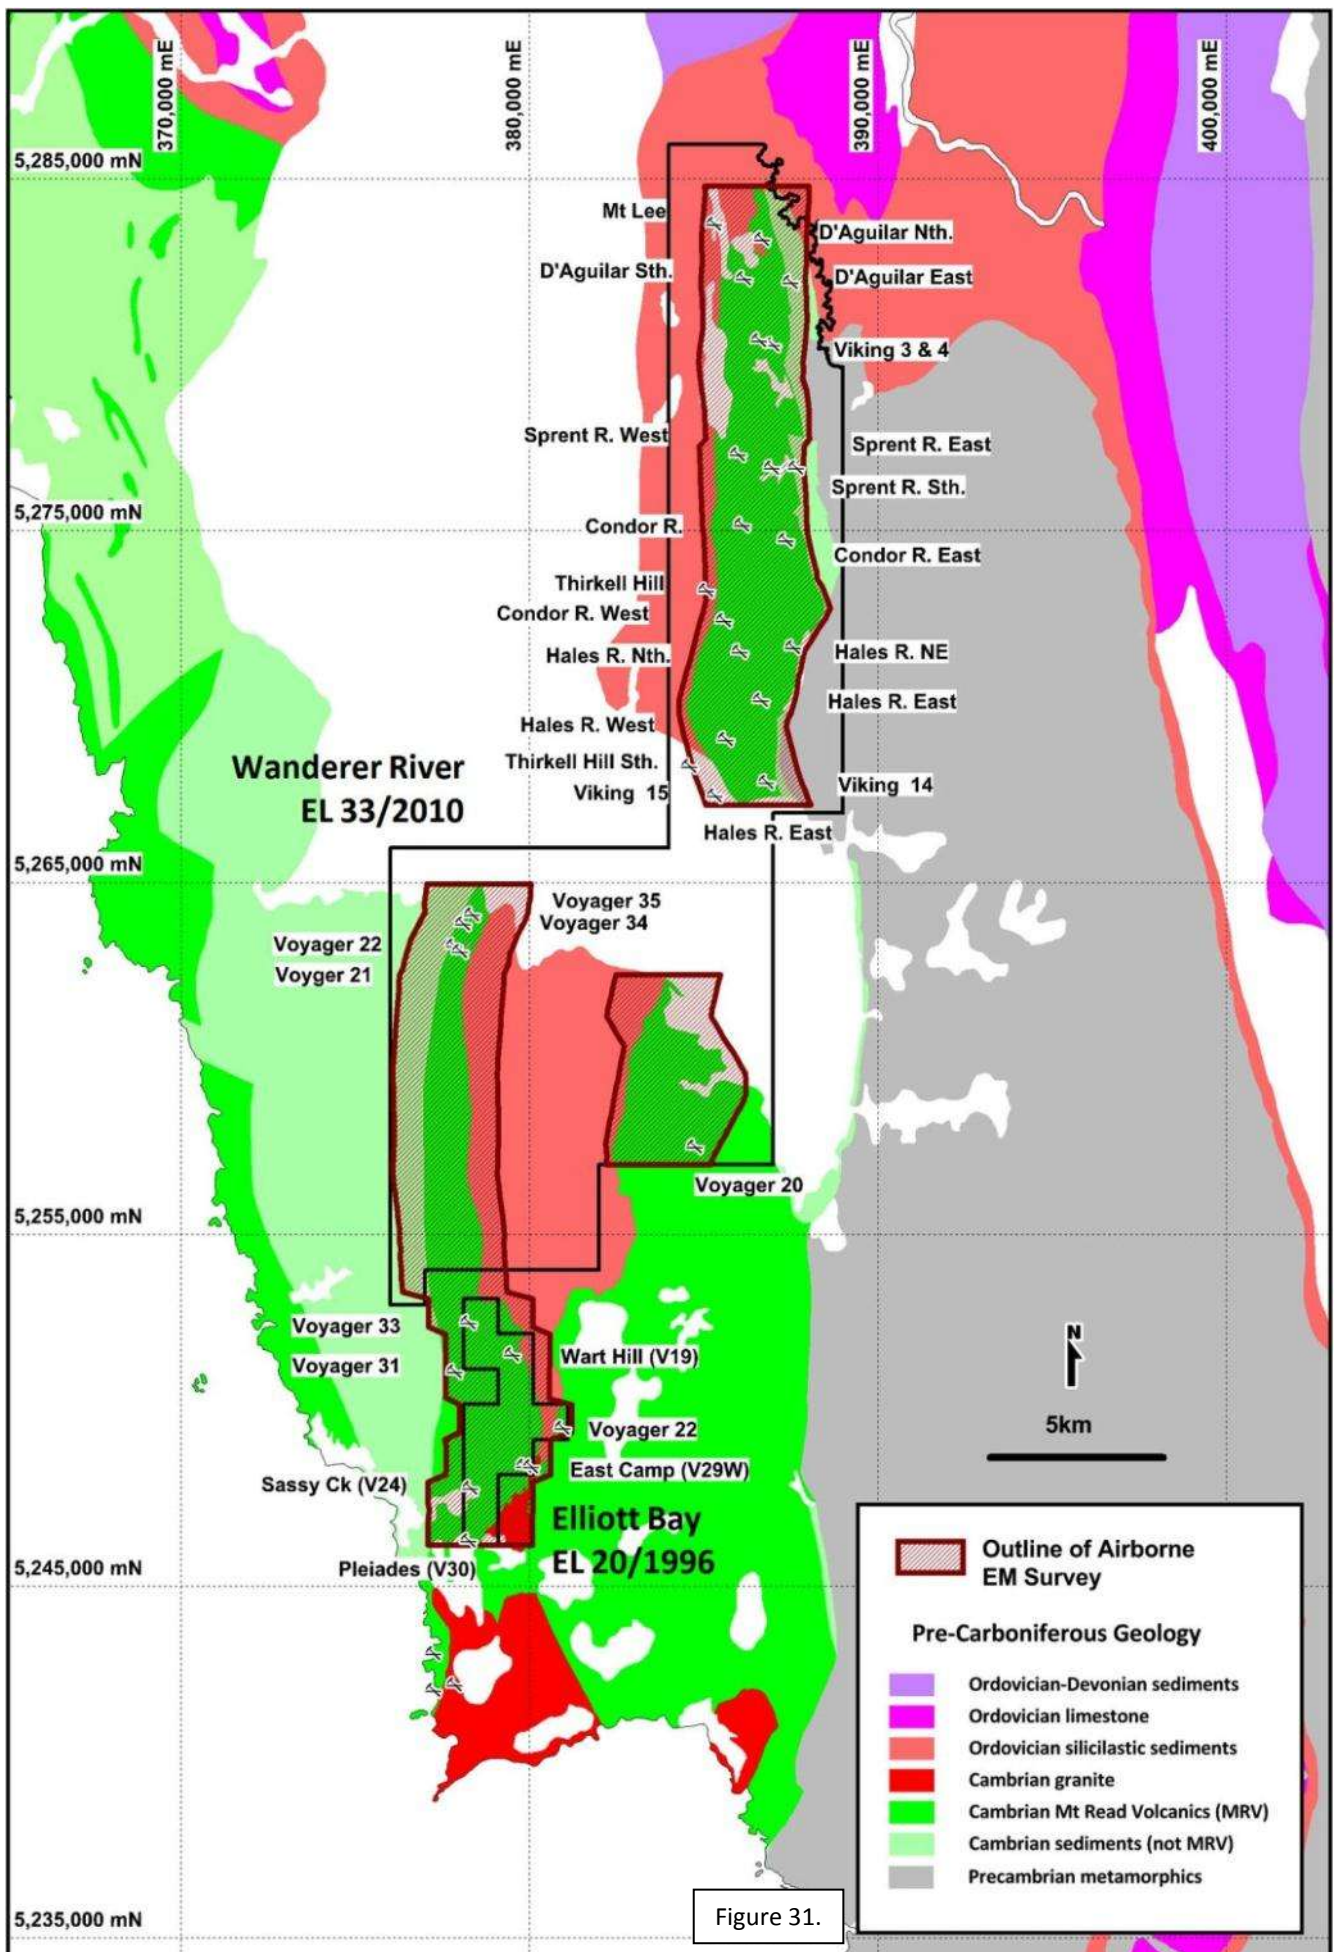 370,000 mE
380,000 mE
390,000 mE
400,000 mE
5,285,000 mN
Mt Lee
D'Aguilar Nth.
D'Aguilar Sth.
D'Aguilar East
Viking 3 & 4
Sprent R. West
Sprent R. East
Sprent R. Sth.
5,275,000 mN
Condor R.
Condor R. East
Thirkell Hill
Condor R. West
Hales R. Nth.
Hales R. NE
Hales R. East
Hales R. West
Thirkell Hill Sth.
Viking 15
Viking 14
Wanderer River
EL 33/2010
Hales R. East
5,265,000 mN
Voyager 35
Voyager 34
Voyager 22
Voyger 21
Voyager 20
5,255,000 mN
Voyager 33
Voyager 31
Wart Hill (V19)
Voyager 22
East Camp (V29W)
Sassy Ck (V24)
Elliott Bay
EL 20/1996
Pleiades (V30)
5,245,000 mN
N
5km
Outline of Airborne
EM Survey
Pre-Carboniferous Geology
Ordovician-Devonian sediments
Ordovician limestone
Ordovician silicilastic sediments
Cambrian granite
Cambrian Mt Read Volcanics (MRV)
Cambrian sediments (not MRV)
Precambrian metamorphics
5,235,000 mN
Figure 31.